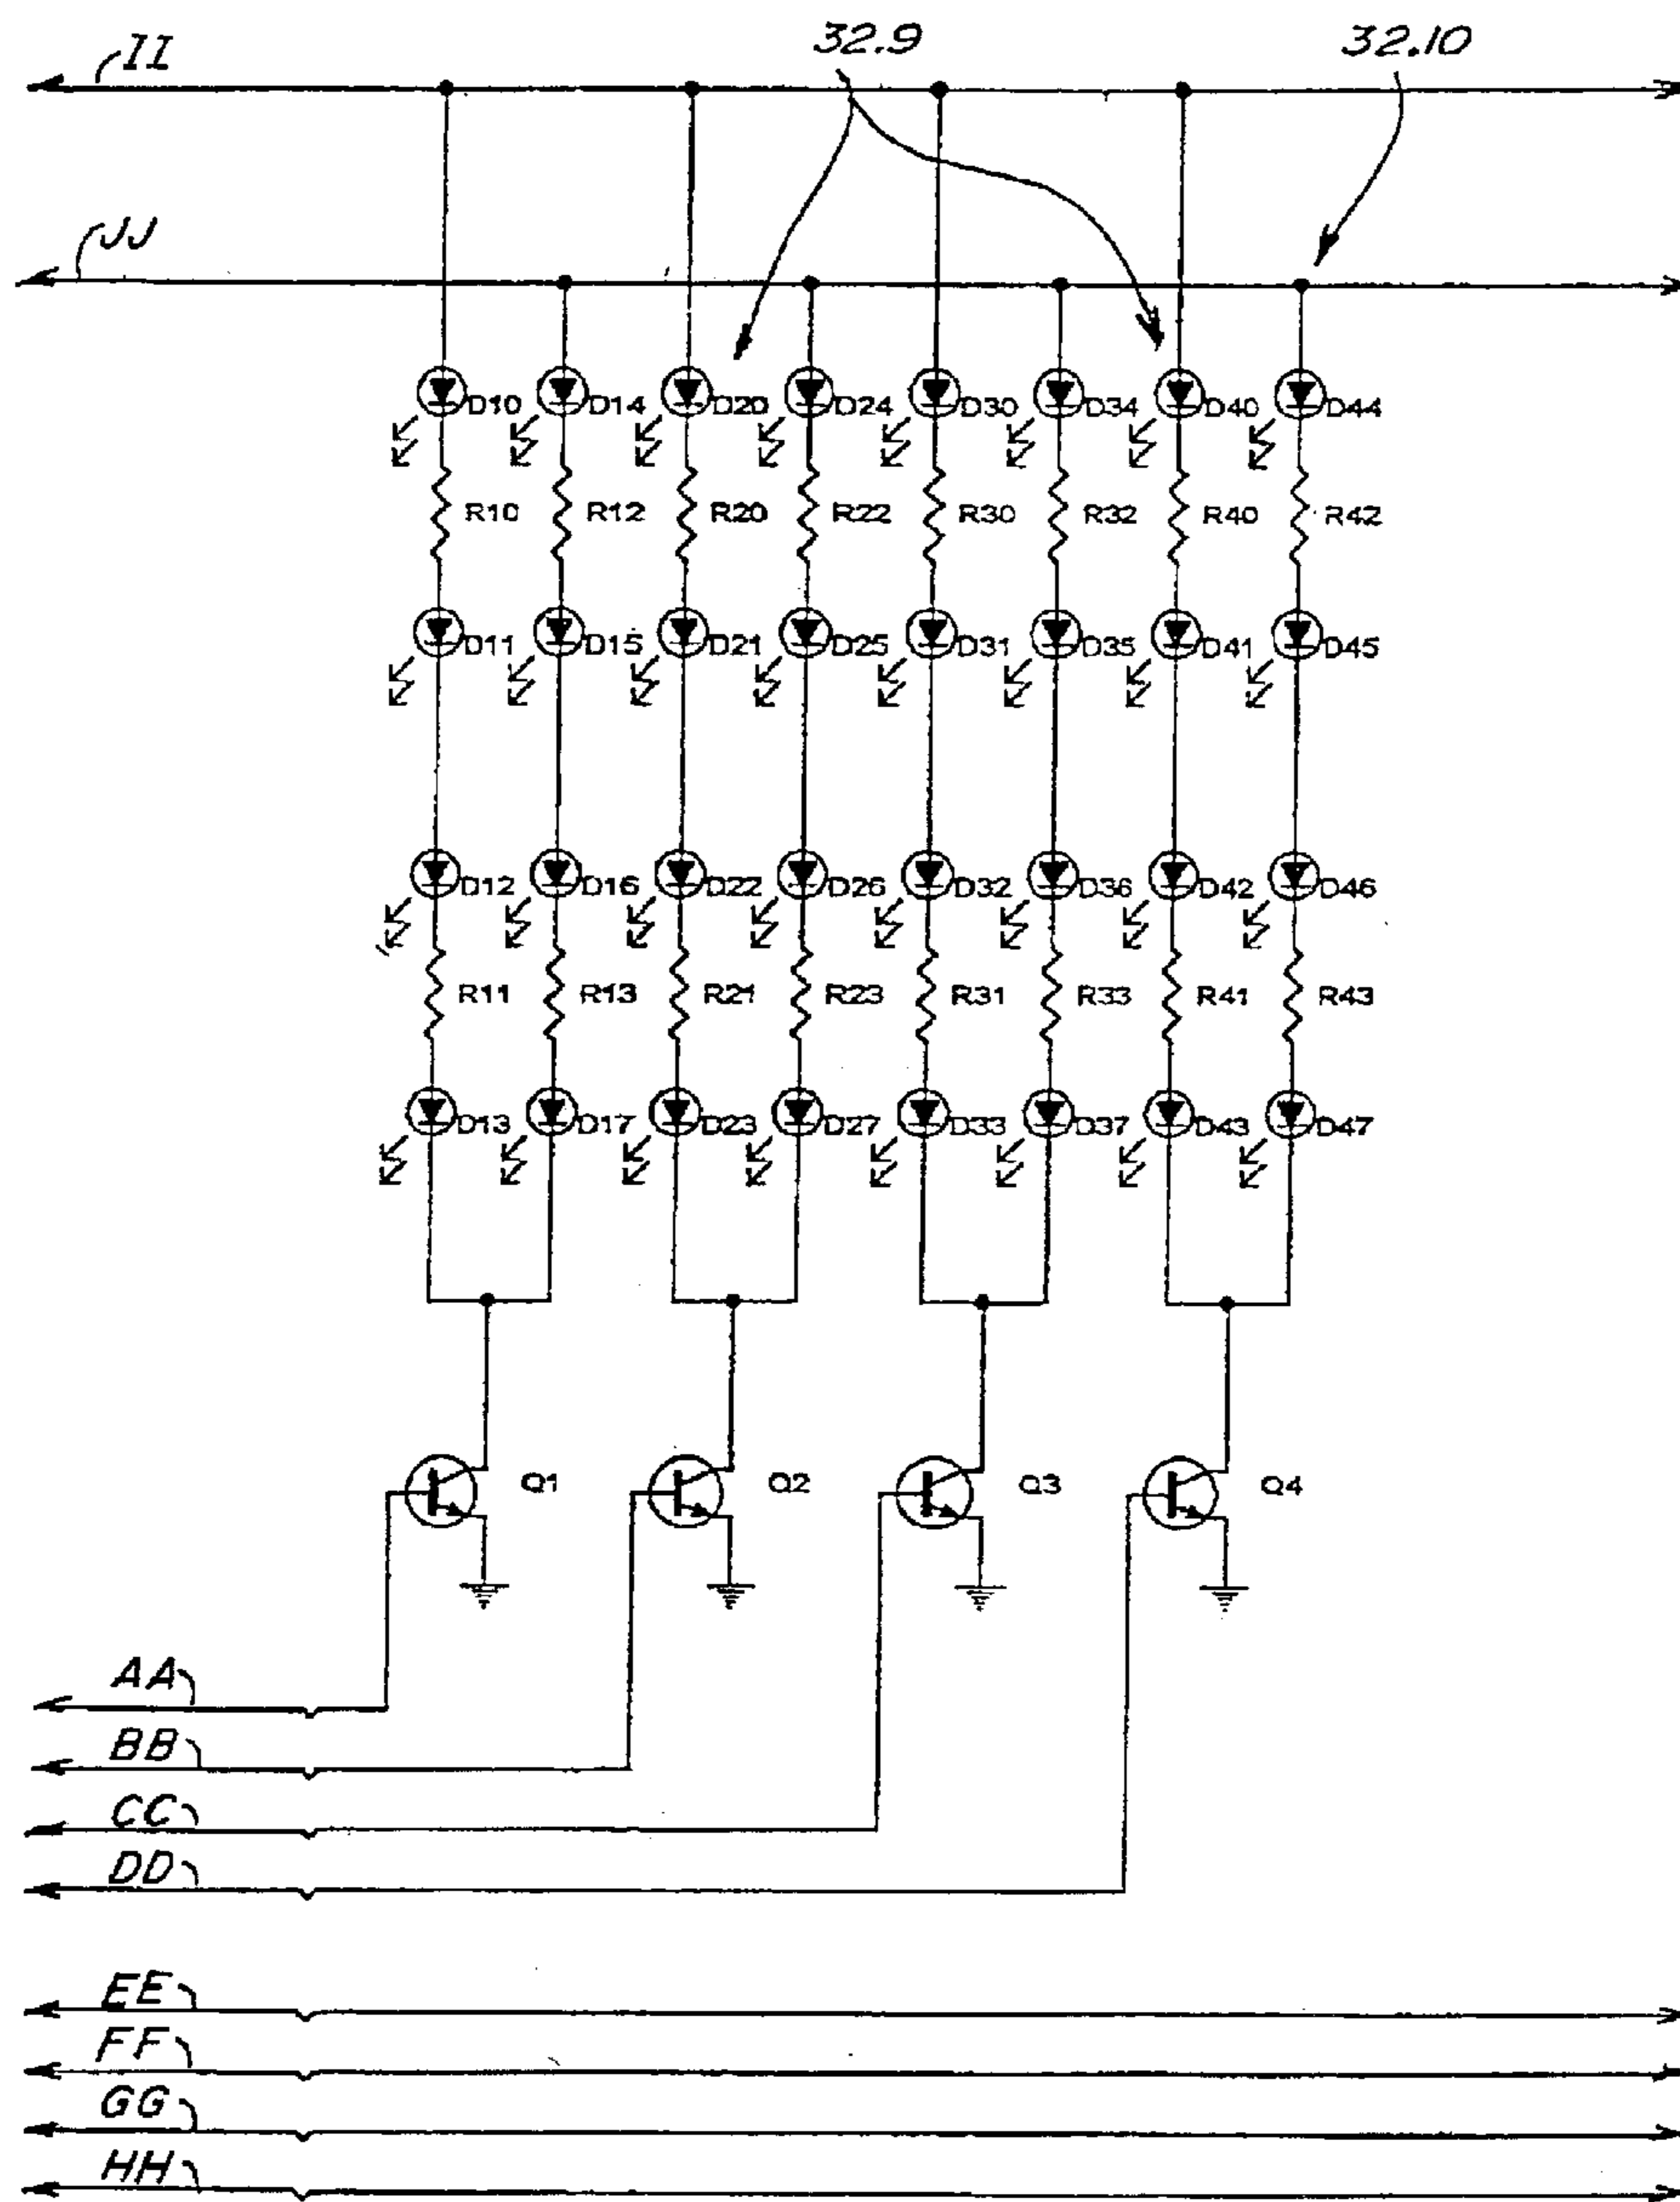 II
32.9
32.10
JJ
D10 D14 D20 D24 D30 D34 D40 D44
R10 R12 R20 R22 R30 R32 R40 R42
D11 D15 D21 D25 D31 D35 D41 D45
D12 D16 D22 D26 D32 D36 D42 D46
R11 R13 R21 R23 R31 R33 R41 R43
D13 D17 D23 D27 D33 D37 D43 D47
Q1 Q2 Q3 Q4
AA
BB
CC
DD
EE
FF
GG
HH